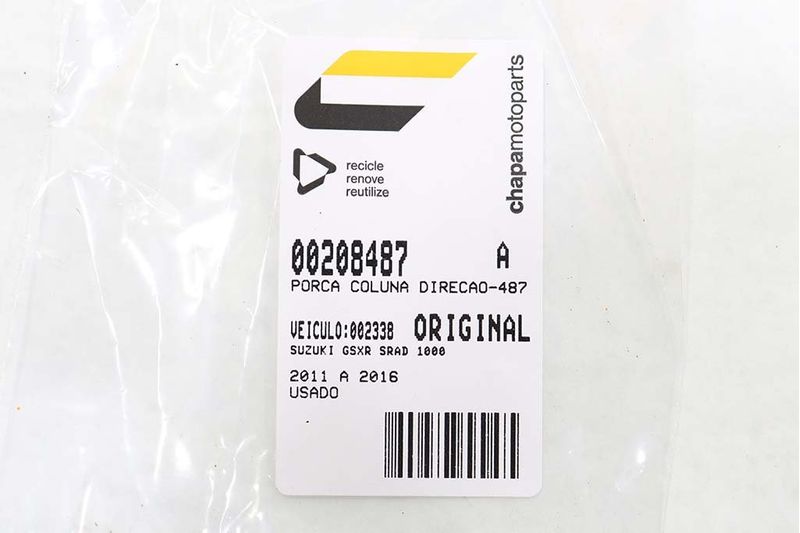 chapamotoparts
recicle
renove
reutilize
00208487 A
PORCA COLUNA DIRECAO-487
VEICULO:002338 ORIGINAL
SUZUKI GSXR SRAD 1000
2011 A 2016
USADO